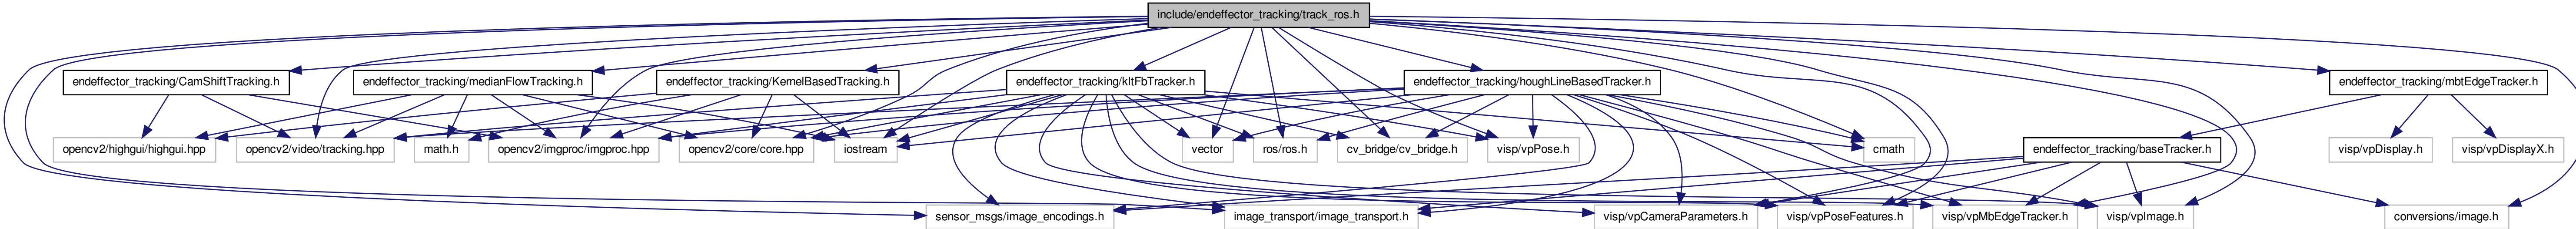 include/endeffector_tracking/track_ros.h
endeffector_tracking/CamShiftTracking.h
endeffector_tracking/medianFlowTracking.h
endeffector_tracking/KernelBasedTracking.h
endeffector_tracking/kltFbTracker.h
endeffector_tracking/houghLineBasedTracker.h
endeffector_tracking/mbtEdgeTracker.h
opencv2/highgui/highgui.hpp
opencv2/video/tracking.hpp
math.h
opencv2/imgproc/imgproc.hpp
opencv2/core/core.hpp
iostream
vector
ros/ros.h
cv_bridge/cv_bridge.h
visp/vpPose.h
cmath
endeffector_tracking/baseTracker.h
visp/vpDisplay.h
visp/vpDisplayX.h
sensor_msgs/image_encodings.h
image_transport/image_transport.h
visp/vpCameraParameters.h
visp/vpPoseFeatures.h
visp/vpMbEdgeTracker.h
visp/vpImage.h
conversions/image.h